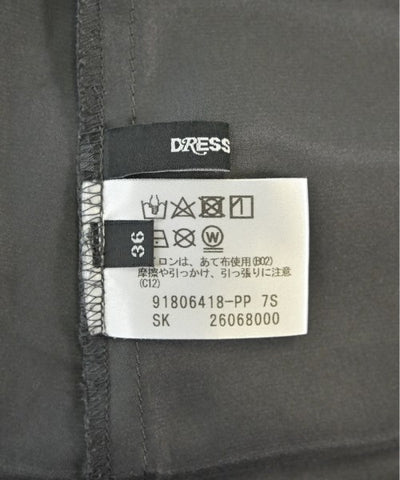 DRESS
36
W
イロンは、あて布使用(B02)
摩擦や引っかけ、引っ張りに注意
(C12)
91806418-PP 7S
SK 26068000